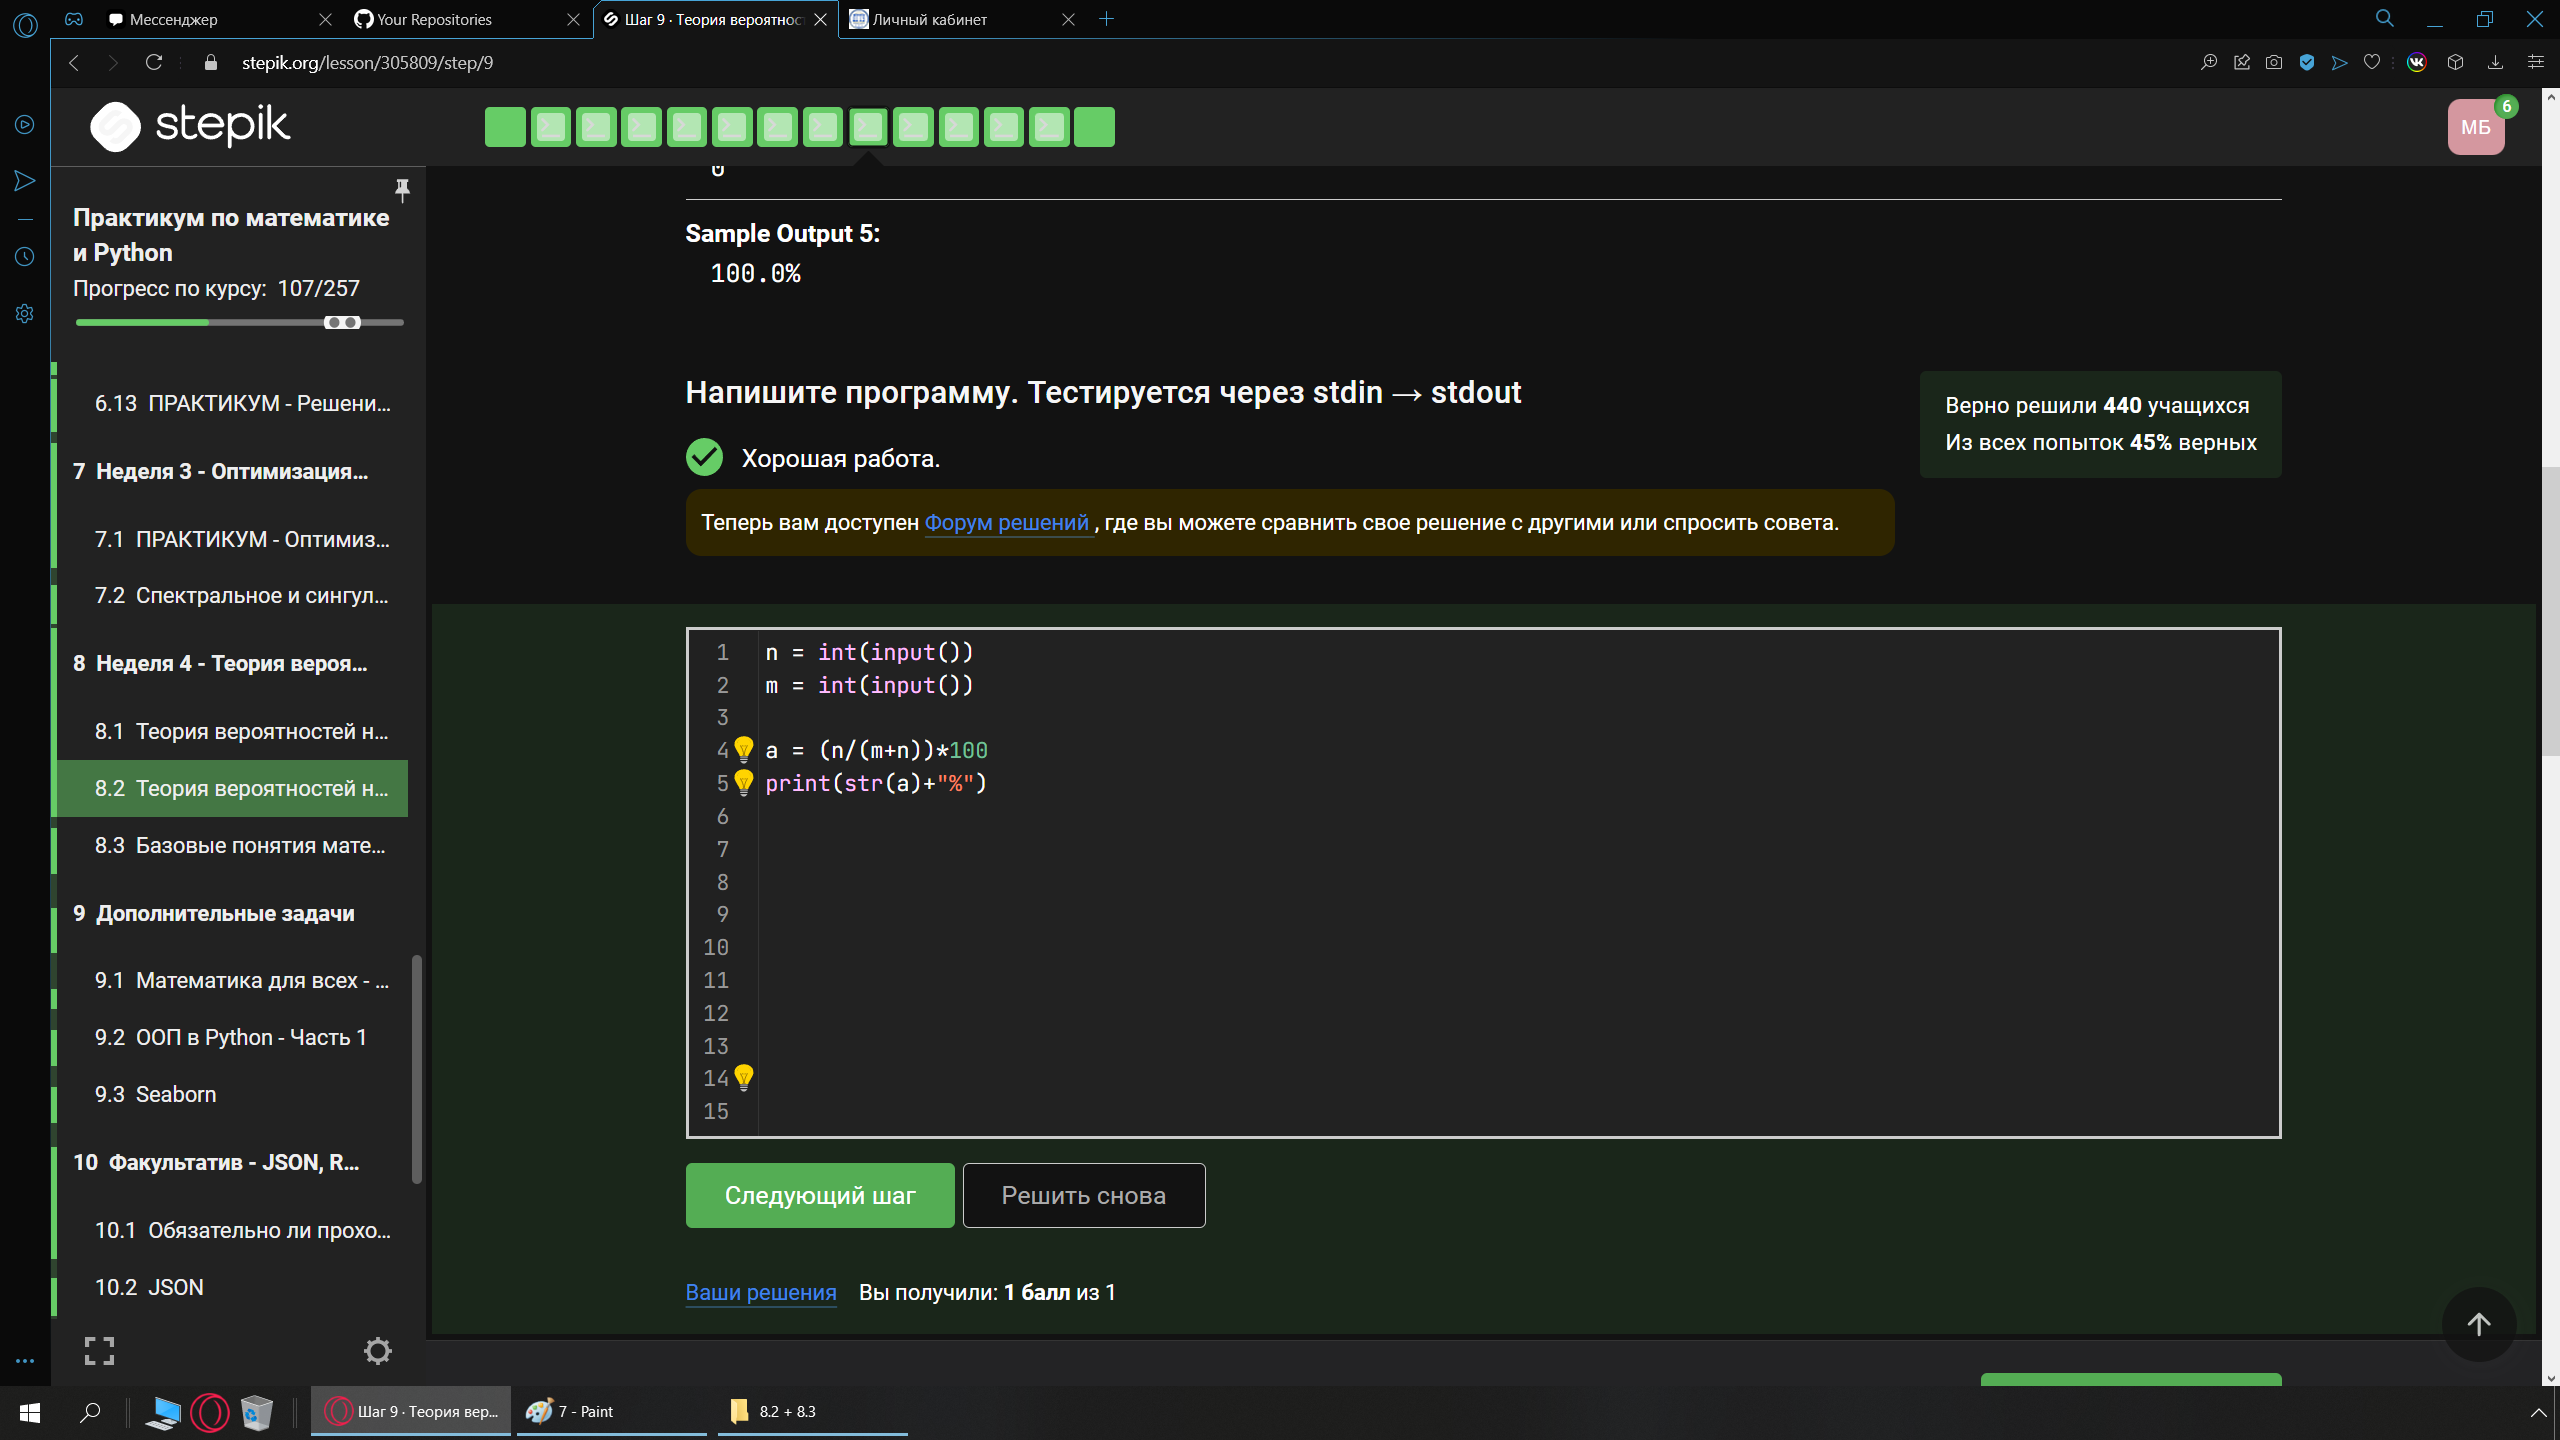 Мессенджер
Your Repositories
Шаг 9 · Теория вероятнос
Личный кабинет
stepik.org/lesson/305809/step/9
stepik
МБ
6
Практикум по математике
и Python
Прогресс по курсу: 107/257
6.13 ПРАКТИКУМ - Решени...
7 Неделя 3 - Оптимизация...
7.1 ПРАКТИКУМ - Оптимиз...
7.2 Спектральное и сингул...
8 Неделя 4 - Теория вероя...
8.1 Теория вероятностей н...
8.2 Теория вероятностей н...
8.3 Базовые понятия мате...
9 Дополнительные задачи
9.1 Математика для всех - ...
9.2 ООП в Python - Часть 1
9.3 Seaborn
10 Факультатив - JSON, R...
10.1 Обязательно ли прохо...
10.2 JSON
0
Sample Output 5:
100.0%
Напишите программу. Тестируется через stdin → stdout
Верно решили 440 учащихся
Из всех попыток 45% верных
Хорошая работа.
Теперь вам доступен Форум решений , где вы можете сравнить свое решение с другими или спросить совета.
1 n = int(input())
2 m = int(input())
3
4 a = (n/(m+n))*100
5 print(str(a)+"%")
6
7
8
9
10
11
12
13
14
15
Следующий шаг
Решить снова
Ваши решения Вы получили: 1 балл из 1
Шаг 9 · Теория вер...
7 - Paint
8.2 + 8.3